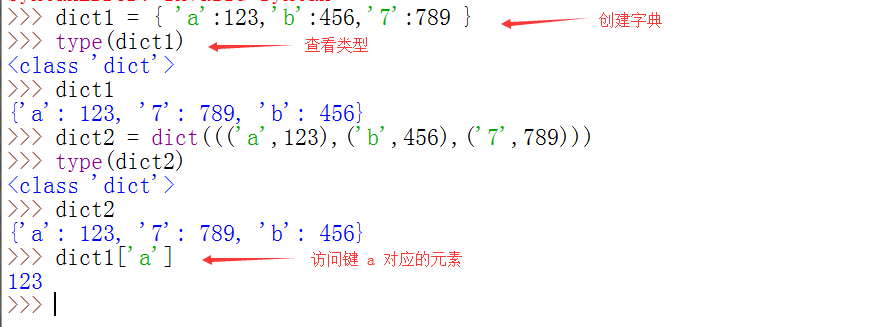 >>> dict1 = { 'a':123,'b':456,'7':789 } 创建字典
>>> type(dict1) 查看类型
<class 'dict'>
>>> dict1
{'a': 123, '7': 789, 'b': 456}
>>> dict2 = dict((('a',123),('b',456),('7',789)))
>>> type(dict2)
<class 'dict'>
>>> dict2
{'a': 123, '7': 789, 'b': 456}
>>> dict1['a'] 访问键 a 对应的元素
123
>>>